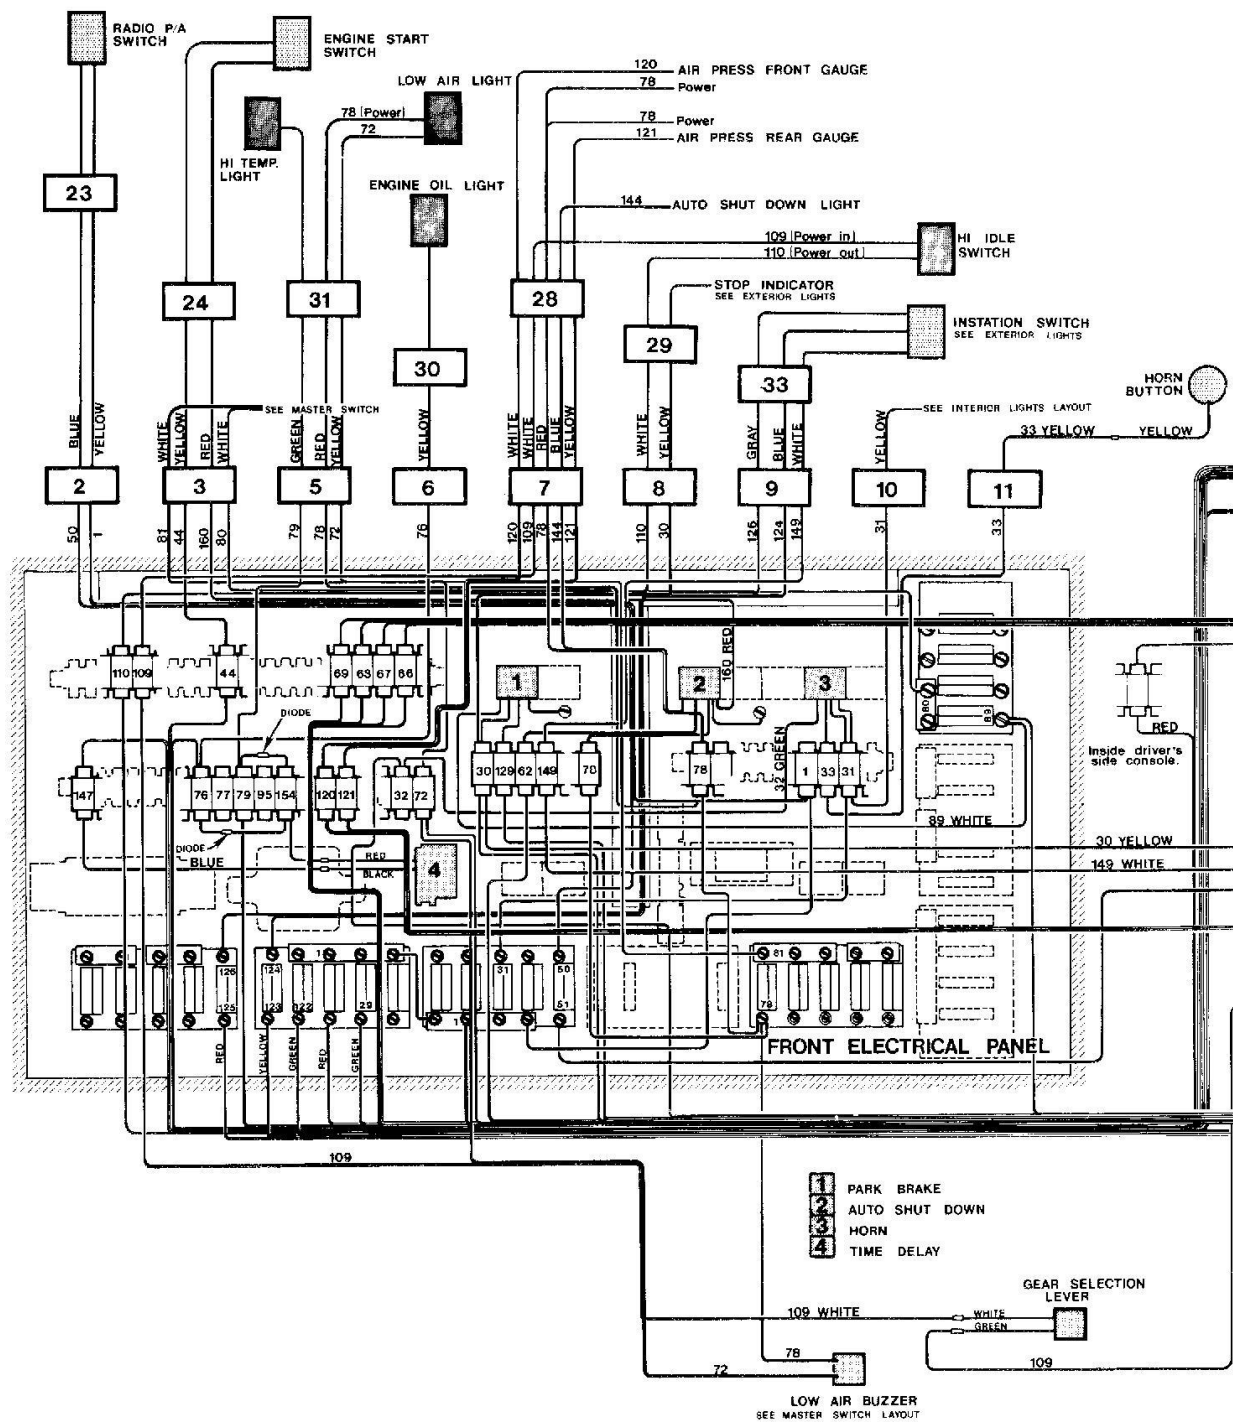 RADIO P/A
SWITCH
ENGINE START
SWITCH
LOW AIR LIGHT
78 (Power)
72
HI TEMP.
LIGHT
ENGINE OIL LIGHT
120 AIR PRESS FRONT GAUGE
78 Power
78 Power
121 AIR PRESS REAR GAUGE
144 AUTO SHUT DOWN LIGHT
109 (Power in)
110 (Power out)
HI IDLE
SWITCH
STOP INDICATOR
SEE EXTERIOR LIGHTS
INSTATION SWITCH
SEE EXTERIOR LIGHTS
HORN
BUTTON
23
24
31
28
29
30
33
SEE MASTER SWITCH
SEE INTERIOR LIGHTS LAYOUT
33 YELLOW
YELLOW
BLUE
YELLOW
WHITE
YELLOW
RED
WHITE
GREEN
RED
YELLOW
YELLOW
WHITE
WHITE
RED
BLUE
YELLOW
WHITE
YELLOW
GRAY
BLUE
WHITE
YELLOW
2
3
5
6
7
8
9
10
11
50
1
81
44
160
80
79
78
72
76
120
109
78
144
121
110
30
126
124
149
31
33
160 RED
110
109
44
69
63
67
66
1
2
3
80
89
DIODE
RED
Inside driver's
side console.
147
76
77
79
95
154
120
121
32
72
30
129
62
149
78
78
32 GREEN
1
33
31
89 WHITE
DIODE
BLUE
RED
BLACK
4
30 YELLOW
149 WHITE
126
125
124
123
122
1
29
1
31
50
51
81
78
RED
YELLOW
GREEN
RED
GREEN
FRONT ELECTRICAL PANEL
109
1 PARK BRAKE
2 AUTO SHUT DOWN
3 HORN
4 TIME DELAY
GEAR SELECTION
LEVER
109 WHITE
WHITE
GREEN
78
72
109
LOW AIR BUZZER
SEE MASTER SWITCH LAYOUT